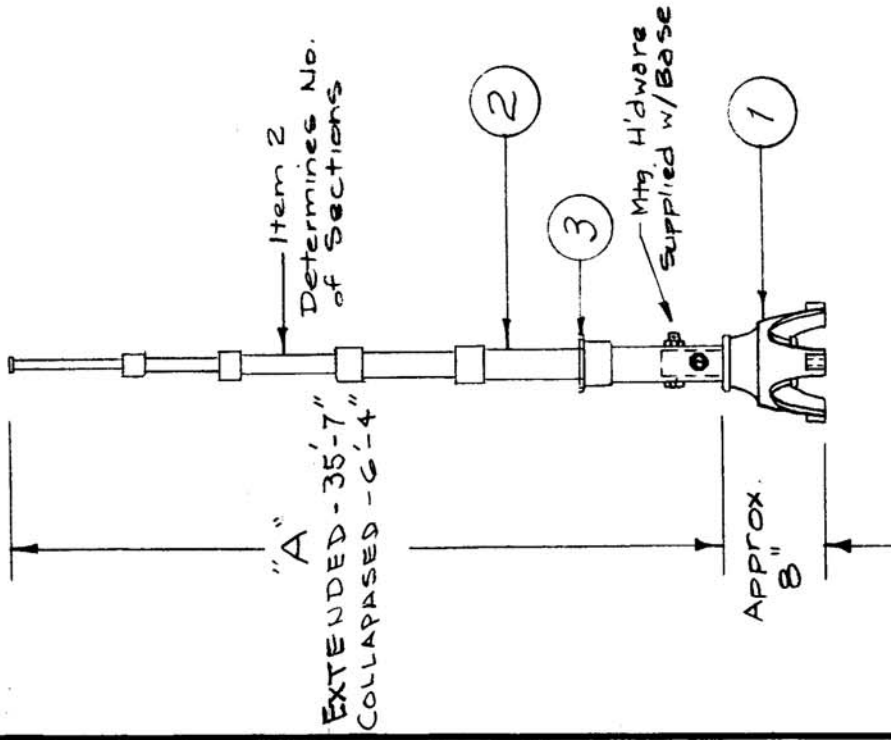 Item 2
Determines No.
of Sections
2
3
Mtg. H'dware
Supplied w/Base
1
"A"
EXTENDED - 35'-7"
COLLAPASED - 6'-4"
Approx.
8"